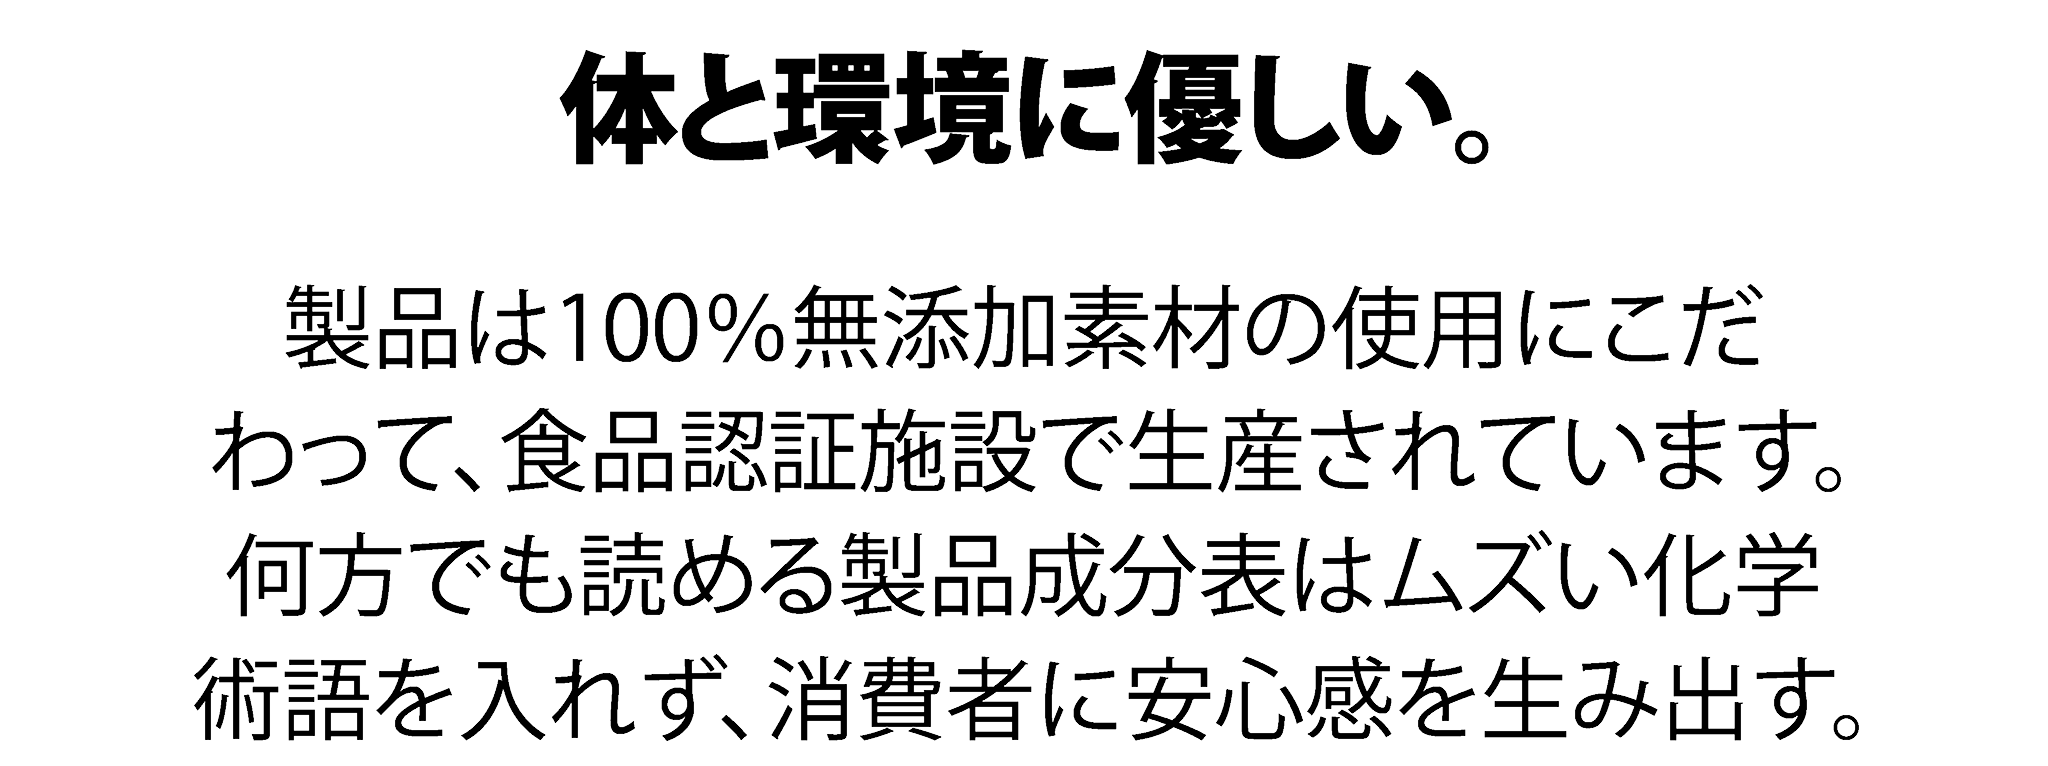 体と環境に優しい。
製品は100%無添加素材の使用にこだ
わって、食品認証施設で生産されています。
何方でも読める製品成分表はムズい化学
術語を入れず、消費者に安心感を生み出す。